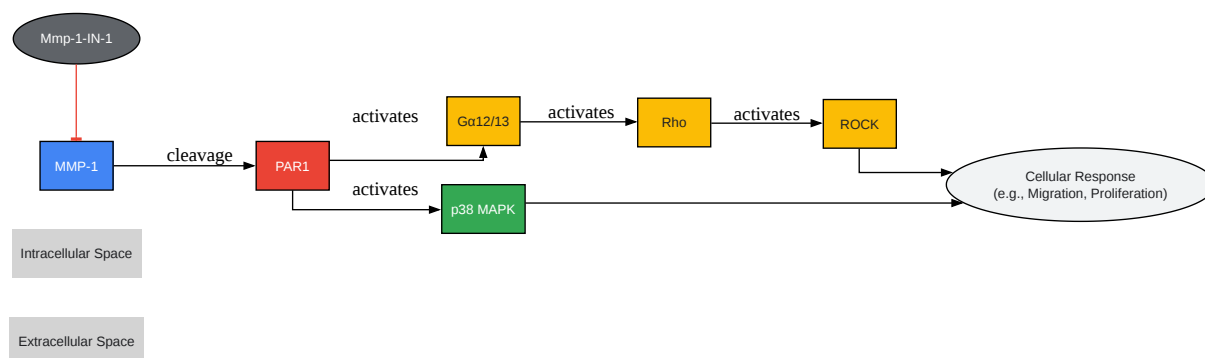 Mmp-1-IN-1
MMP-1
cleavage
PAR1
activates
Gα12/13
activates
Rho
activates
ROCK
activates
p38 MAPK
Cellular Response
(e.g., Migration, Proliferation)
Intracellular Space
Extracellular Space